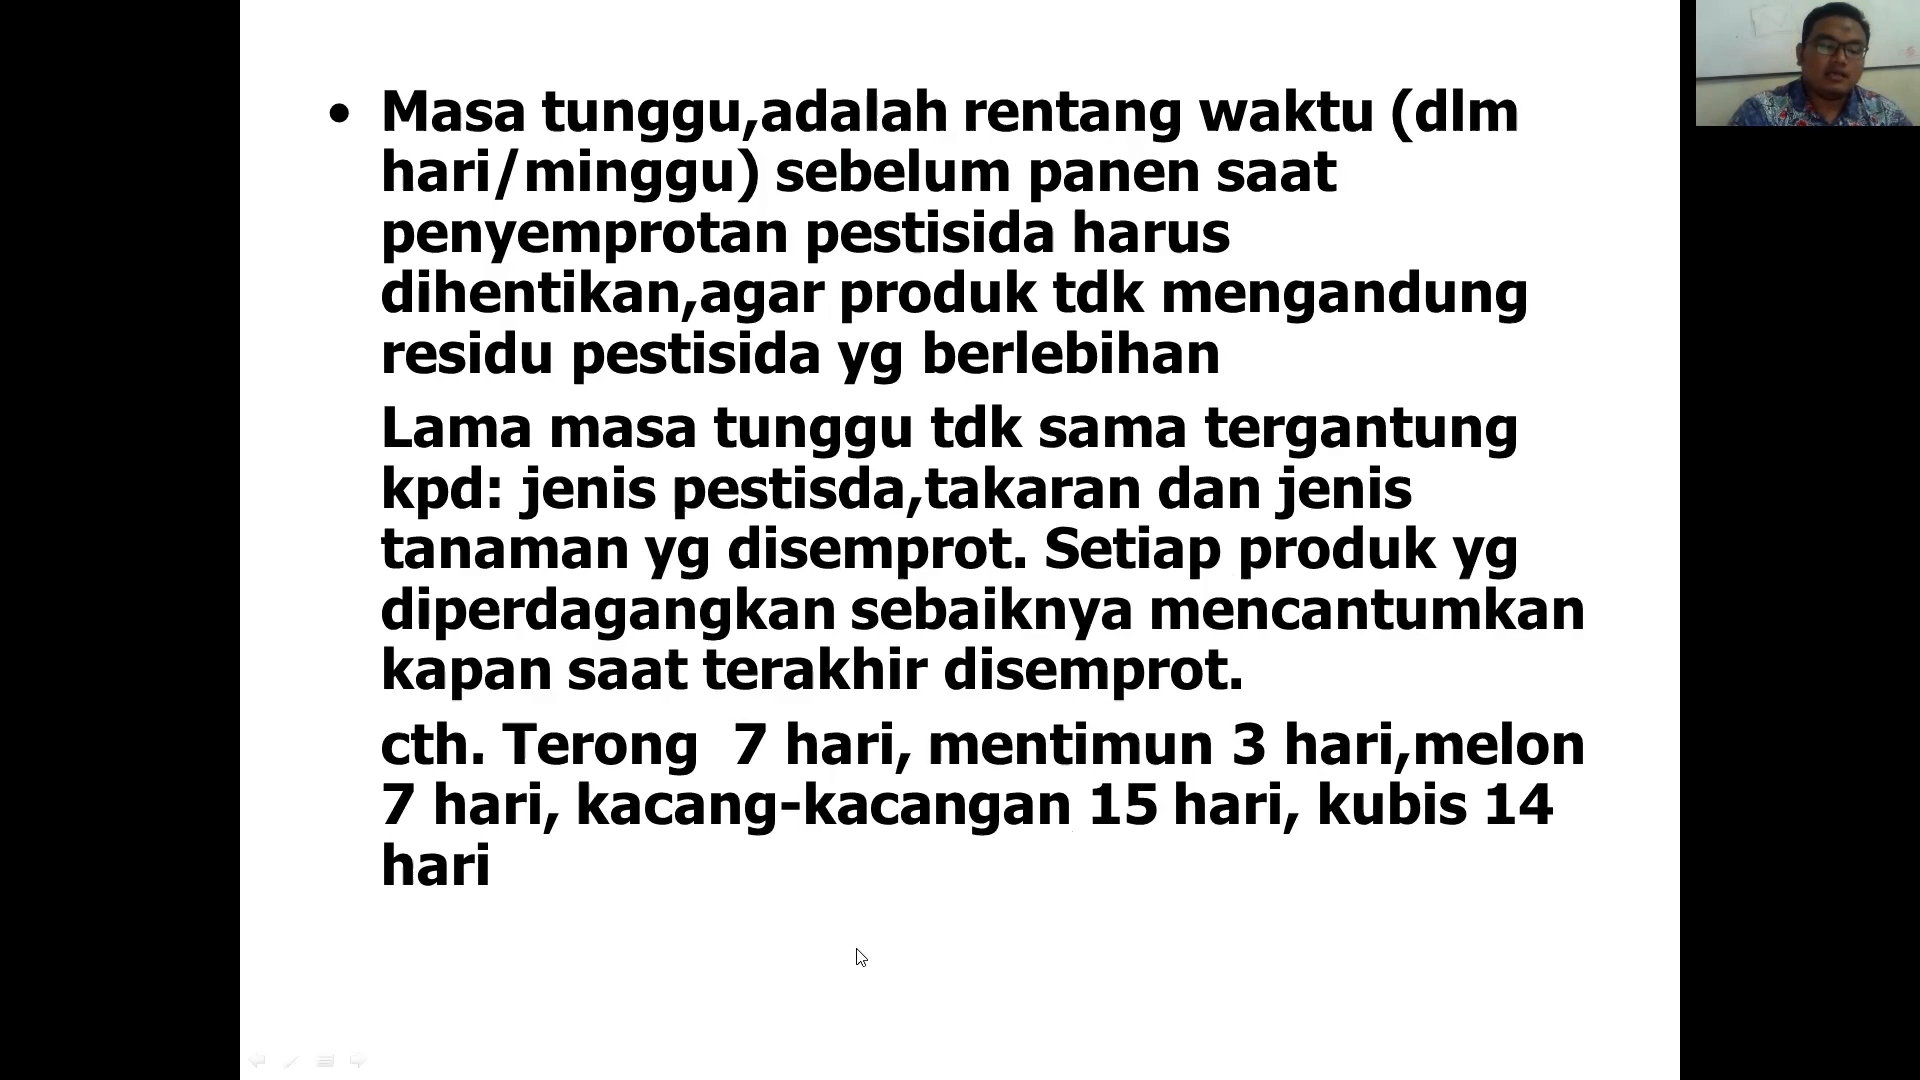 • Masa tunggu,adalah rentang waktu (dlm
hari/minggu) sebelum panen saat
penyemprotan pestisida harus
dihentikan,agar produk tdk mengandung
residu pestisida yg berlebihan
Lama masa tunggu tdk sama tergantung
kpd: jenis pestisda,takaran dan jenis
tanaman yg disemprot. Setiap produk yg
diperdagangkan sebaiknya mencantumkan
kapan saat terakhir disemprot.
cth. Terong  7 hari, mentimun 3 hari,melon
7 hari, kacang-kacangan 15 hari, kubis 14
hari